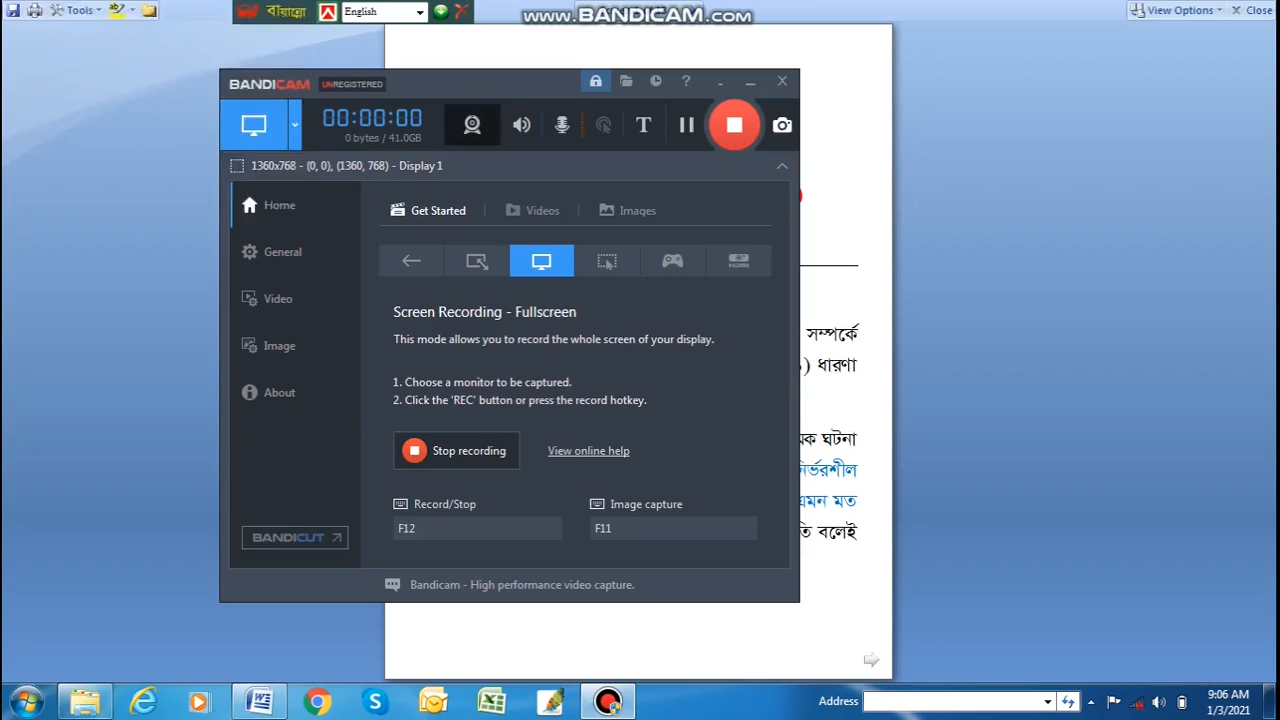 Tools
বায়ান্নো
English
www.BANDICAM.com
View Options
Close
BANDICAM UNREGISTERED
00:00:00
0 bytes / 41.0GB
1360x768 - (0, 0), (1360, 768) - Display 1
Home
General
Video
Image
About
BANDICUT
Get Started
Videos
Images
HDMI
Screen Recording - Fullscreen
This mode allows you to record the whole screen of your display.
1. Choose a monitor to be captured.
2. Click the 'REC' button or press the record hotkey.
Stop recording
View online help
Record/Stop
Image capture
F12
F11
Bandicam - High performance video capture.
সম্পর্কে
) ধারণা
ঘটনা
নির্ভরশীল
এমন মত
তি বলেই
Address
9:06 AM
1/3/2021